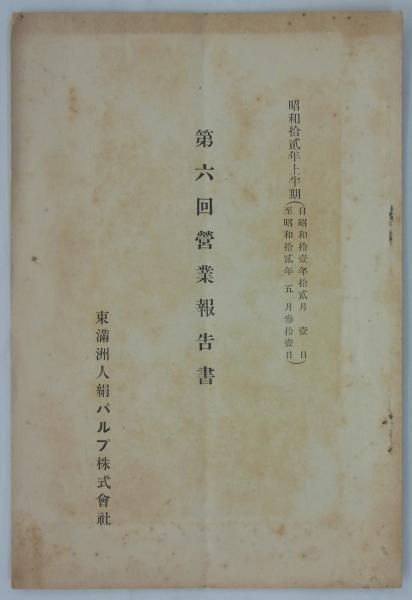 昭和拾貳年上半期(自昭和拾壹年拾貳月壹日
至昭和拾貳年五月參拾壹日)
第六回營業報告書
東滿洲人絹パルプ株式會社